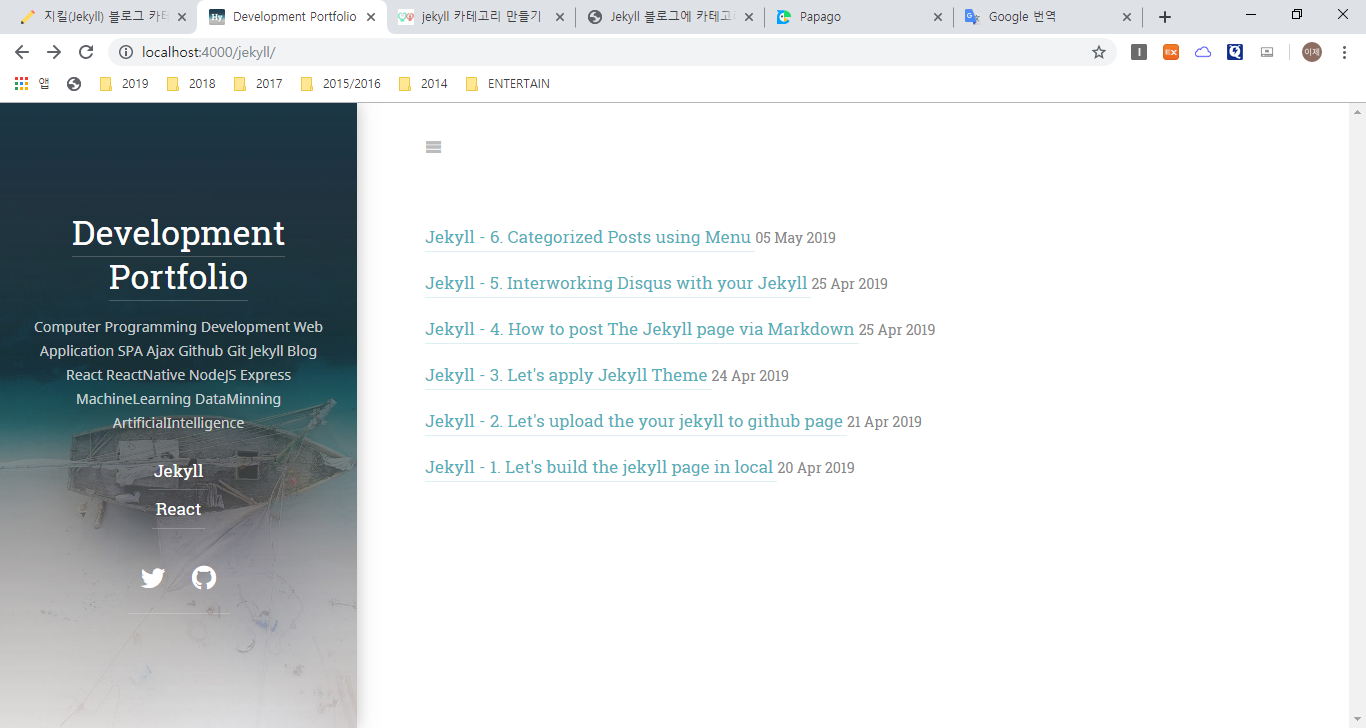 지킬(Jekyll) 블로그 카테
Development Portfolio
jekyll 카테고리 만들기
Jekyll 블로그에 카테고리
Papago
Google 번역
localhost:4000/jekyll/
EX
이제
앱
2019
2018
2017
2015/2016
2014
ENTERTAIN
Development
Portfolio
Computer Programming Development Web
Application SPA Ajax Github Git Jekyll Blog
React ReactNative NodeJS Express
MachineLearning DataMinning
ArtificialIntelligence
Jekyll
React
Jekyll - 6. Categorized Posts using Menu 05 May 2019
Jekyll - 5. Interworking Disqus with your Jekyll 25 Apr 2019
Jekyll - 4. How to post The Jekyll page via Markdown 25 Apr 2019
Jekyll - 3. Let's apply Jekyll Theme 24 Apr 2019
Jekyll - 2. Let's upload the your jekyll to github page 21 Apr 2019
Jekyll - 1. Let's build the jekyll page in local 20 Apr 2019